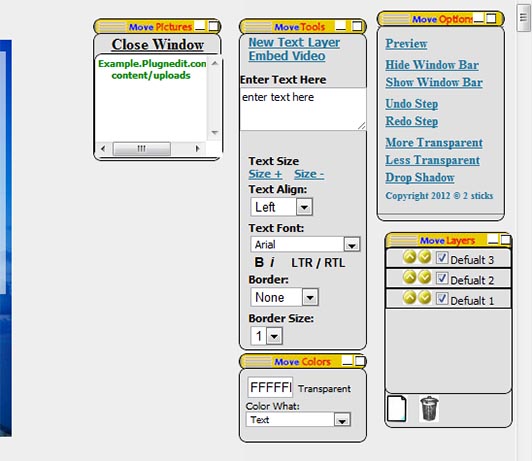 Move Pictures
Close Window
Example.Plugnedit.com
content/uploads
Move Tools
New Text Layer
Embed Video
Enter Text Here
enter text here
Text Size
Size + Size -
Text Align:
Left
Text Font:
Arial
B i LTR / RTL
Border:
None
Border Size:
1
Move Colors
FFFFF
Transparent
Color What:
Text
Move Options
Preview
Hide Window Bar
Show Window Bar
Undo Step
Redo Step
More Transparent
Less Transparent
Drop Shadow
Copyright 2012 ® 2 sticks
Move Layers
Defualt 3
Defualt 2
Defualt 1